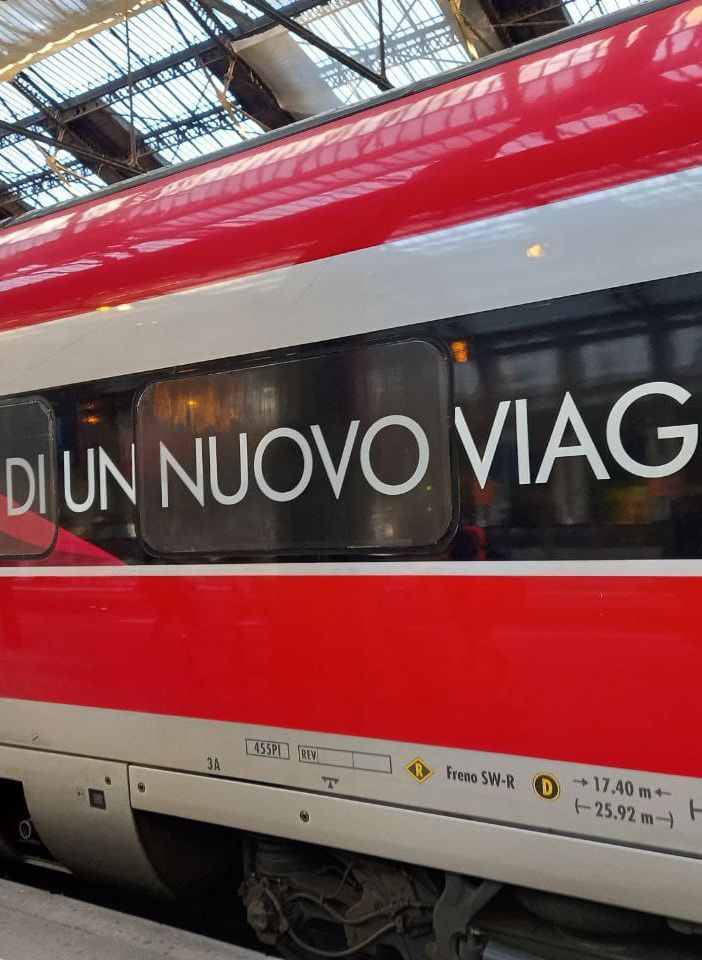 DI UN NUOVO VIAG
3A 455PI REV R Freno SW-R D 17.40 m
25.92 m